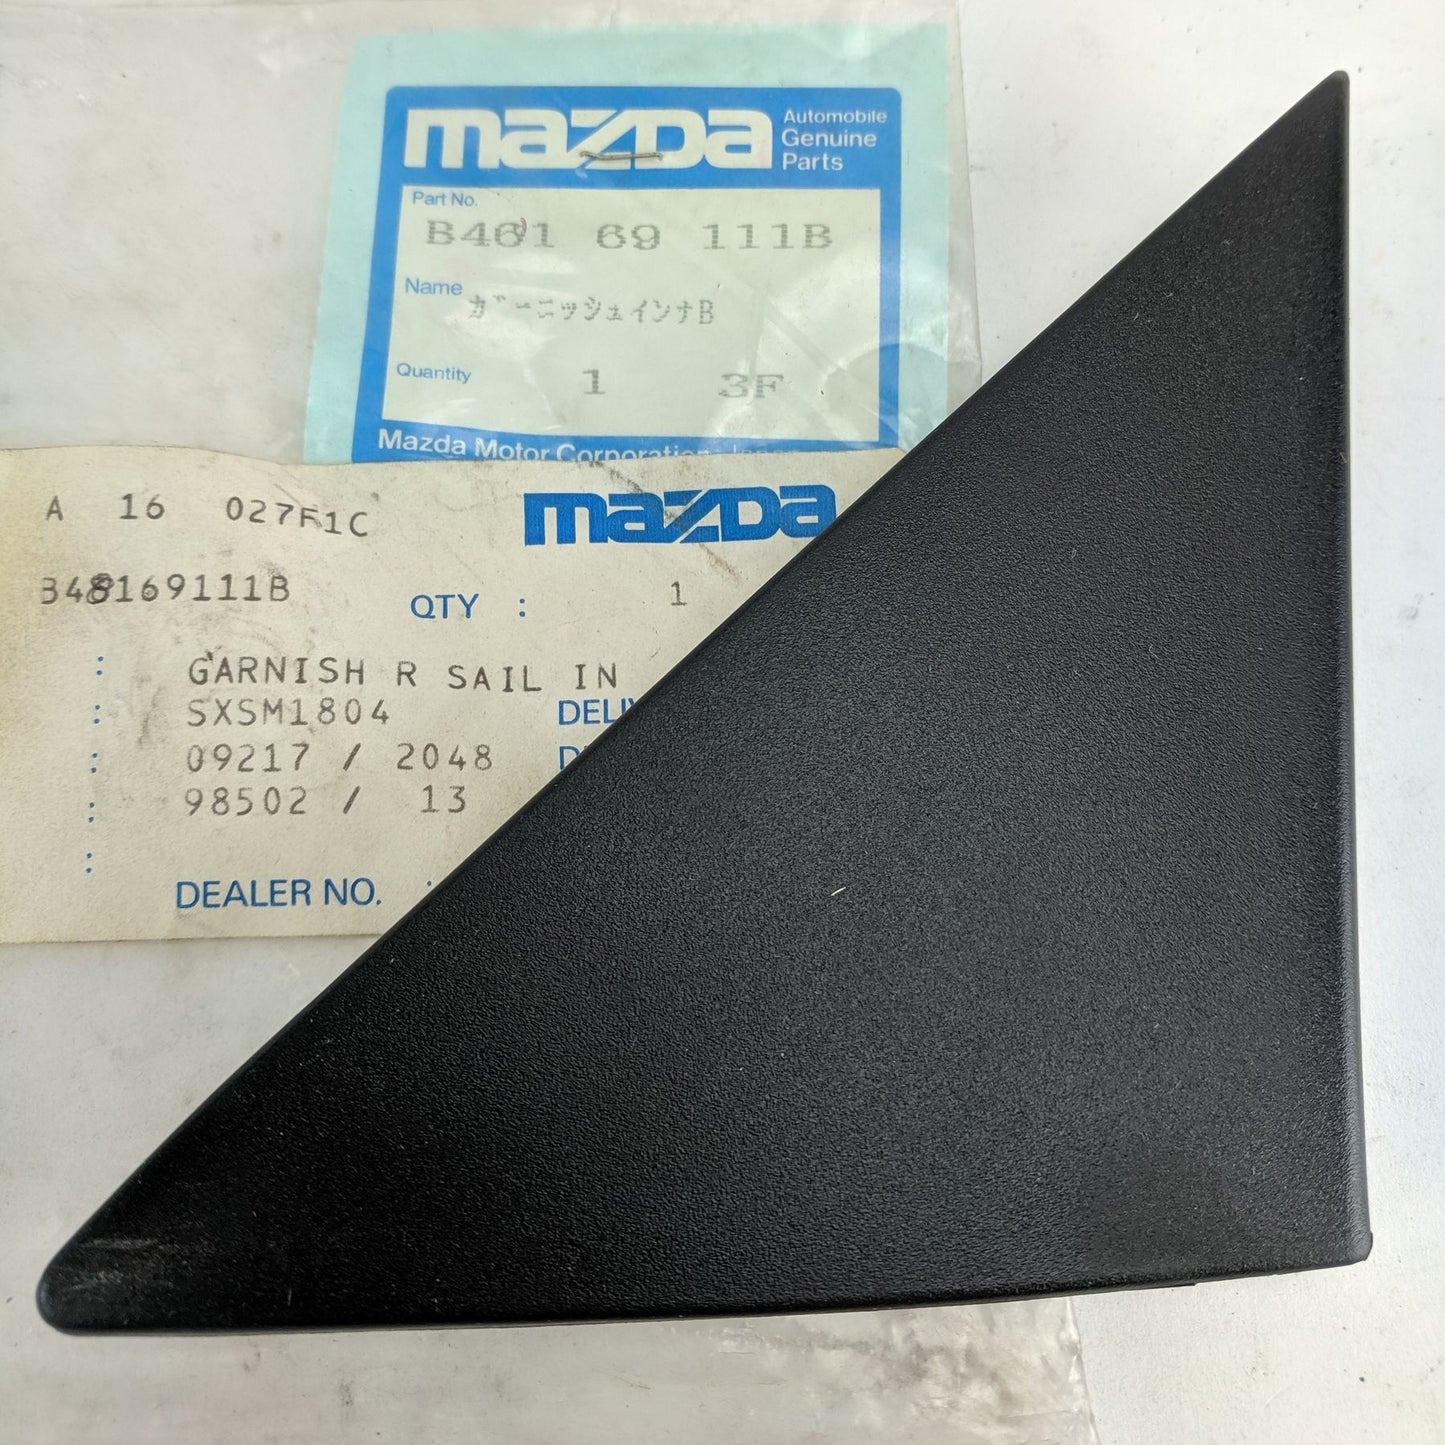 mazda Automobile
Genuine
Parts
Part No.
B461 69 111B
Name ガーニッシュインナB
Quantity 1 3F
Mazda Motor Corporation
A 16 027F1C mazda
B48169111B QTY : 1
: GARNISH R SAIL IN
: SXSM1804
: 09217 / 2048
: 98502 / 13
:
DEALER NO. :